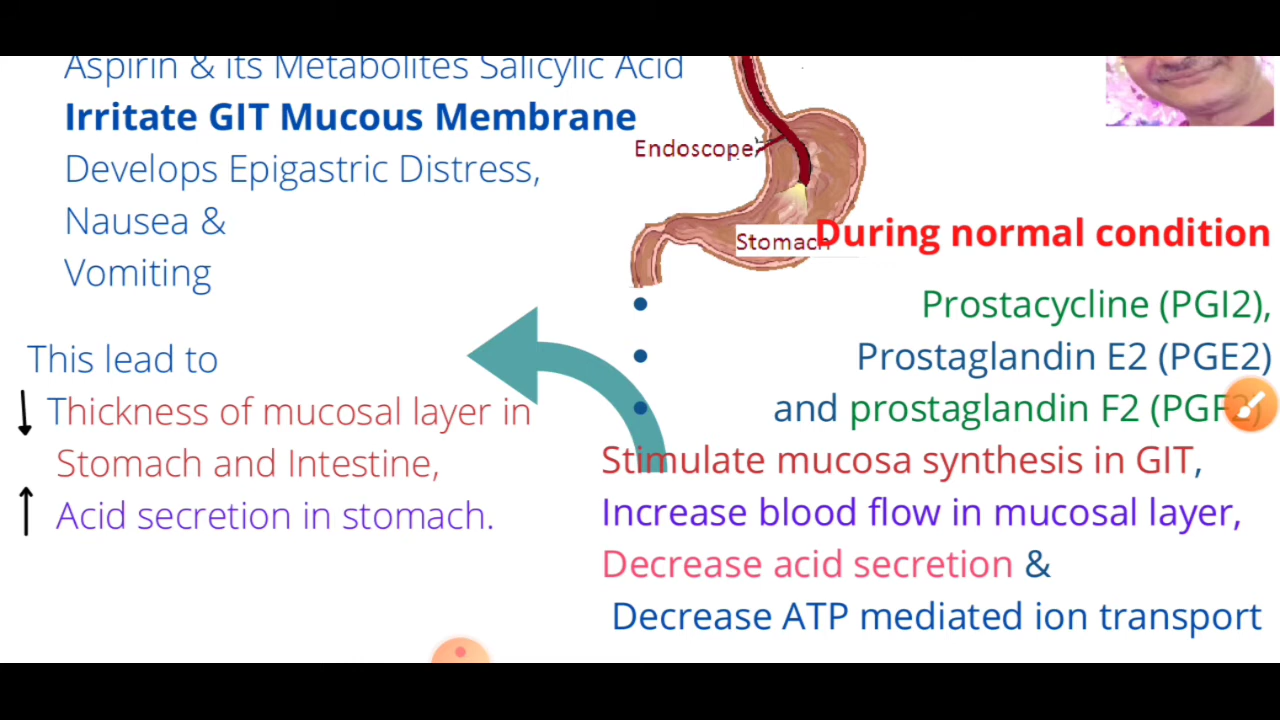 Aspirin & its Metabolites Salicylic Acid
Irritate GIT Mucous Membrane
Develops Epigastric Distress,
Nausea &
Vomiting
This lead to
↓ Thickness of mucosal layer in
Stomach and Intestine,
↑ Acid secretion in stomach.
Endoscope
Stomach
During normal condition
• Prostacycline (PGI2),
• Prostaglandin E2 (PGE2)
• and prostaglandin F2 (PGF2)
Stimulate mucosa synthesis in GIT,
Increase blood flow in mucosal layer,
Decrease acid secretion &
Decrease ATP mediated ion transport